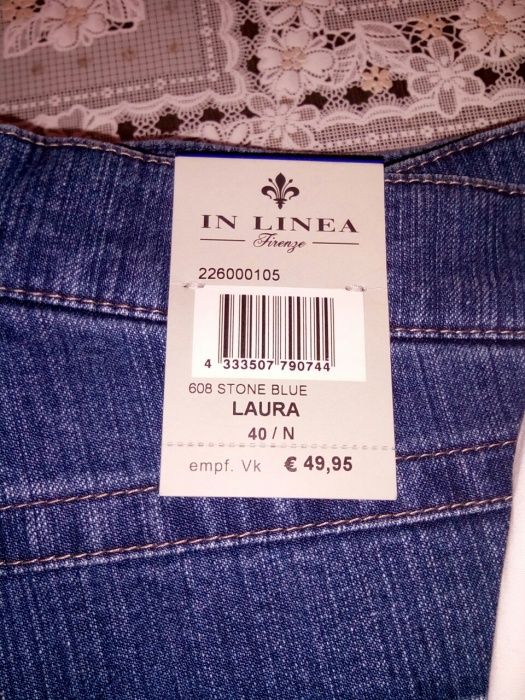 IN LINEA
Firenze
226000105
4 333507 790744
608 STONE BLUE
LAURA
40 / N
empf. Vk € 49,95